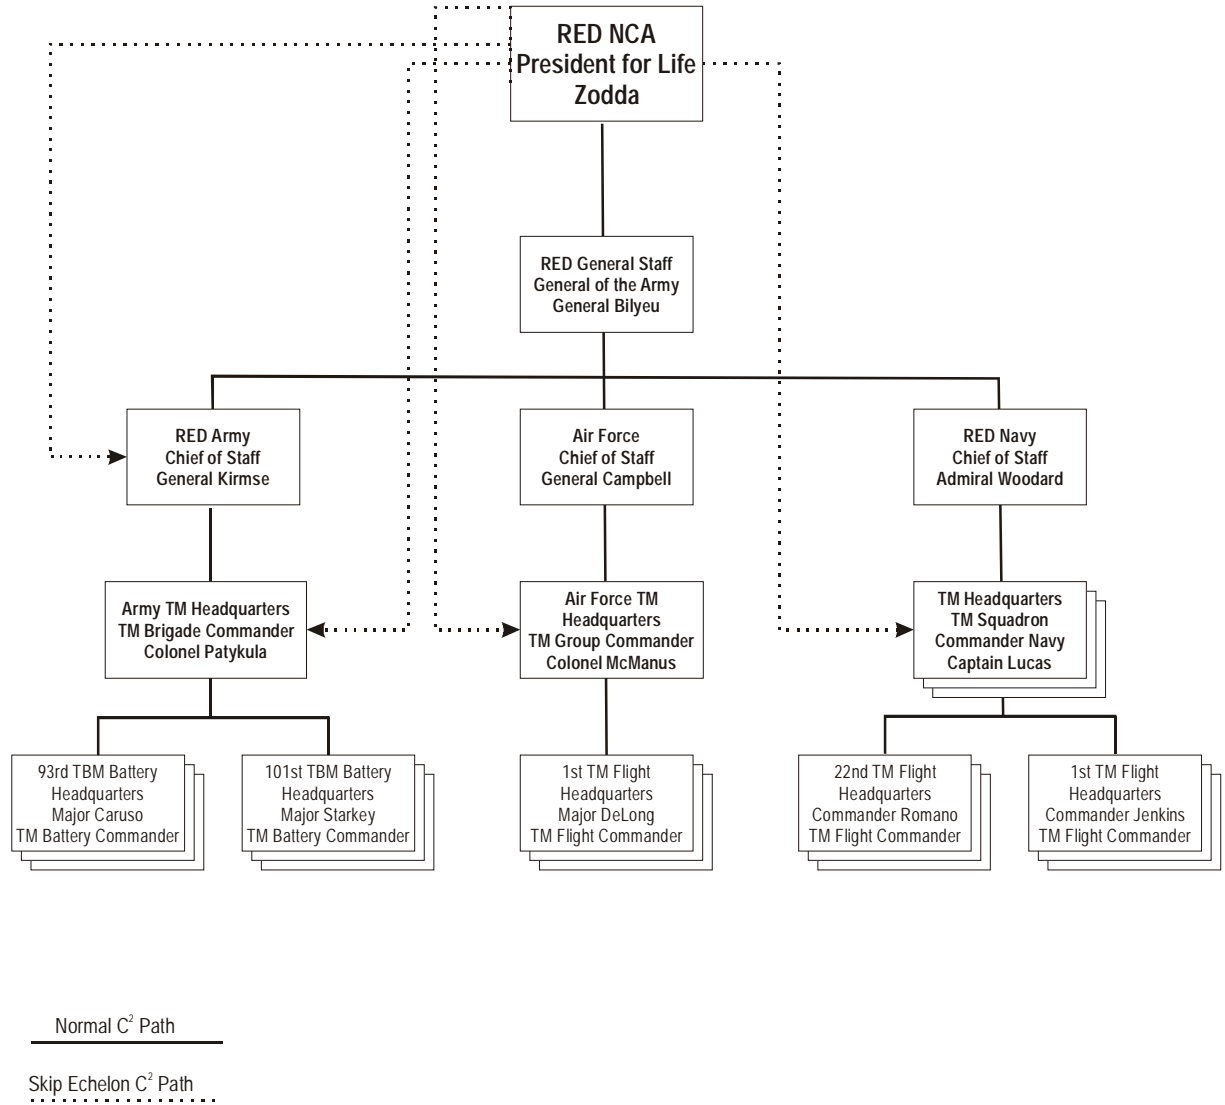 RED NCA
President for Life
Zodda
RED General Staff
General of the Army
General Bilyeu
RED Army
Chief of Staff
General Kirmse
Air Force
Chief of Staff
General Campbell
RED Navy
Chief of Staff
Admiral Woodard
Army TM Headquarters
TM Brigade Commander
Colonel Patykula
Air Force TM
Headquarters
TM Group Commander
Colonel McManus
TM Headquarters
TM Squadron
Commander Navy
Captain Lucas
93rd TBM Battery
Headquarters
Major Caruso
TM Battery Commander
101st TBM Battery
Headquarters
Major Starkey
TM Battery Commander
1st TM Flight
Headquarters
Major DeLong
TM Flight Commander
22nd TM Flight
Headquarters
Commander Romano
TM Flight Commander
1st TM Flight
Headquarters
Commander Jenkins
TM Flight Commander
Normal C² Path
Skip Echelon C² Path